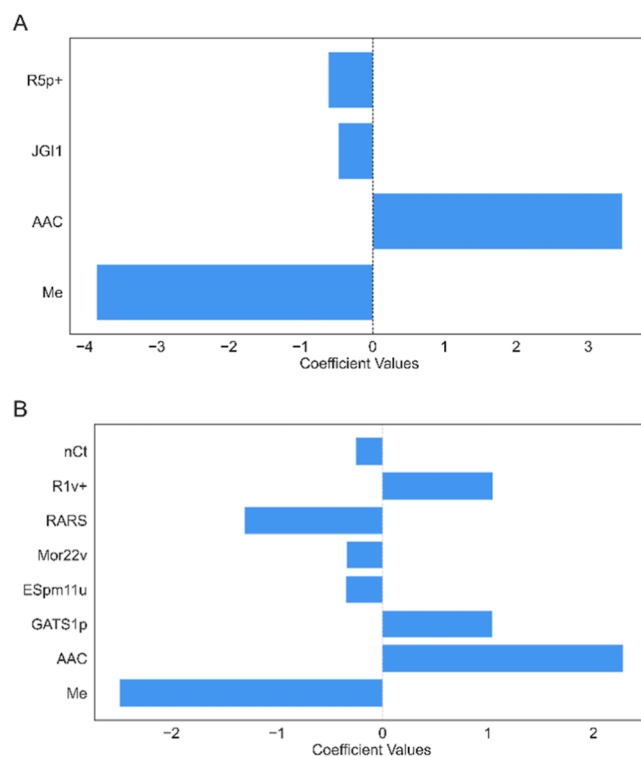 A
R5p+
JGI1
AAC
Me
−4 −3 −2 −1 0 1 2 3
Coefficient Values
B
nCt
R1v+
RARS
Mor22v
ESpm11u
GATS1p
AAC
Me
−2 −1 0 1 2
Coefficient Values